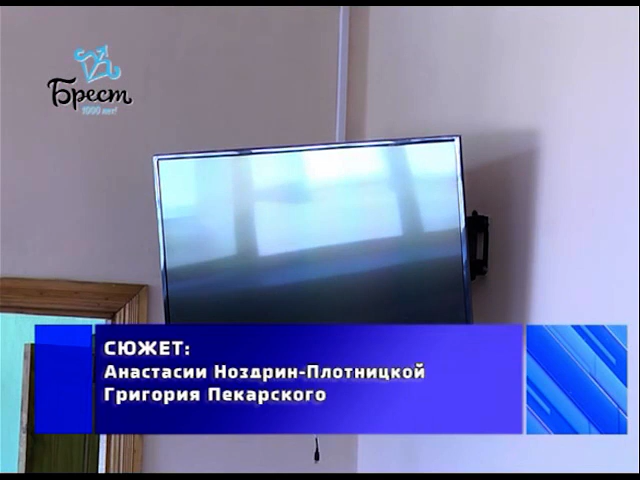 Брест
1000 лет!
СЮЖЕТ:
Анастасии Ноздрин-Плотницкой
Григория Пекарского